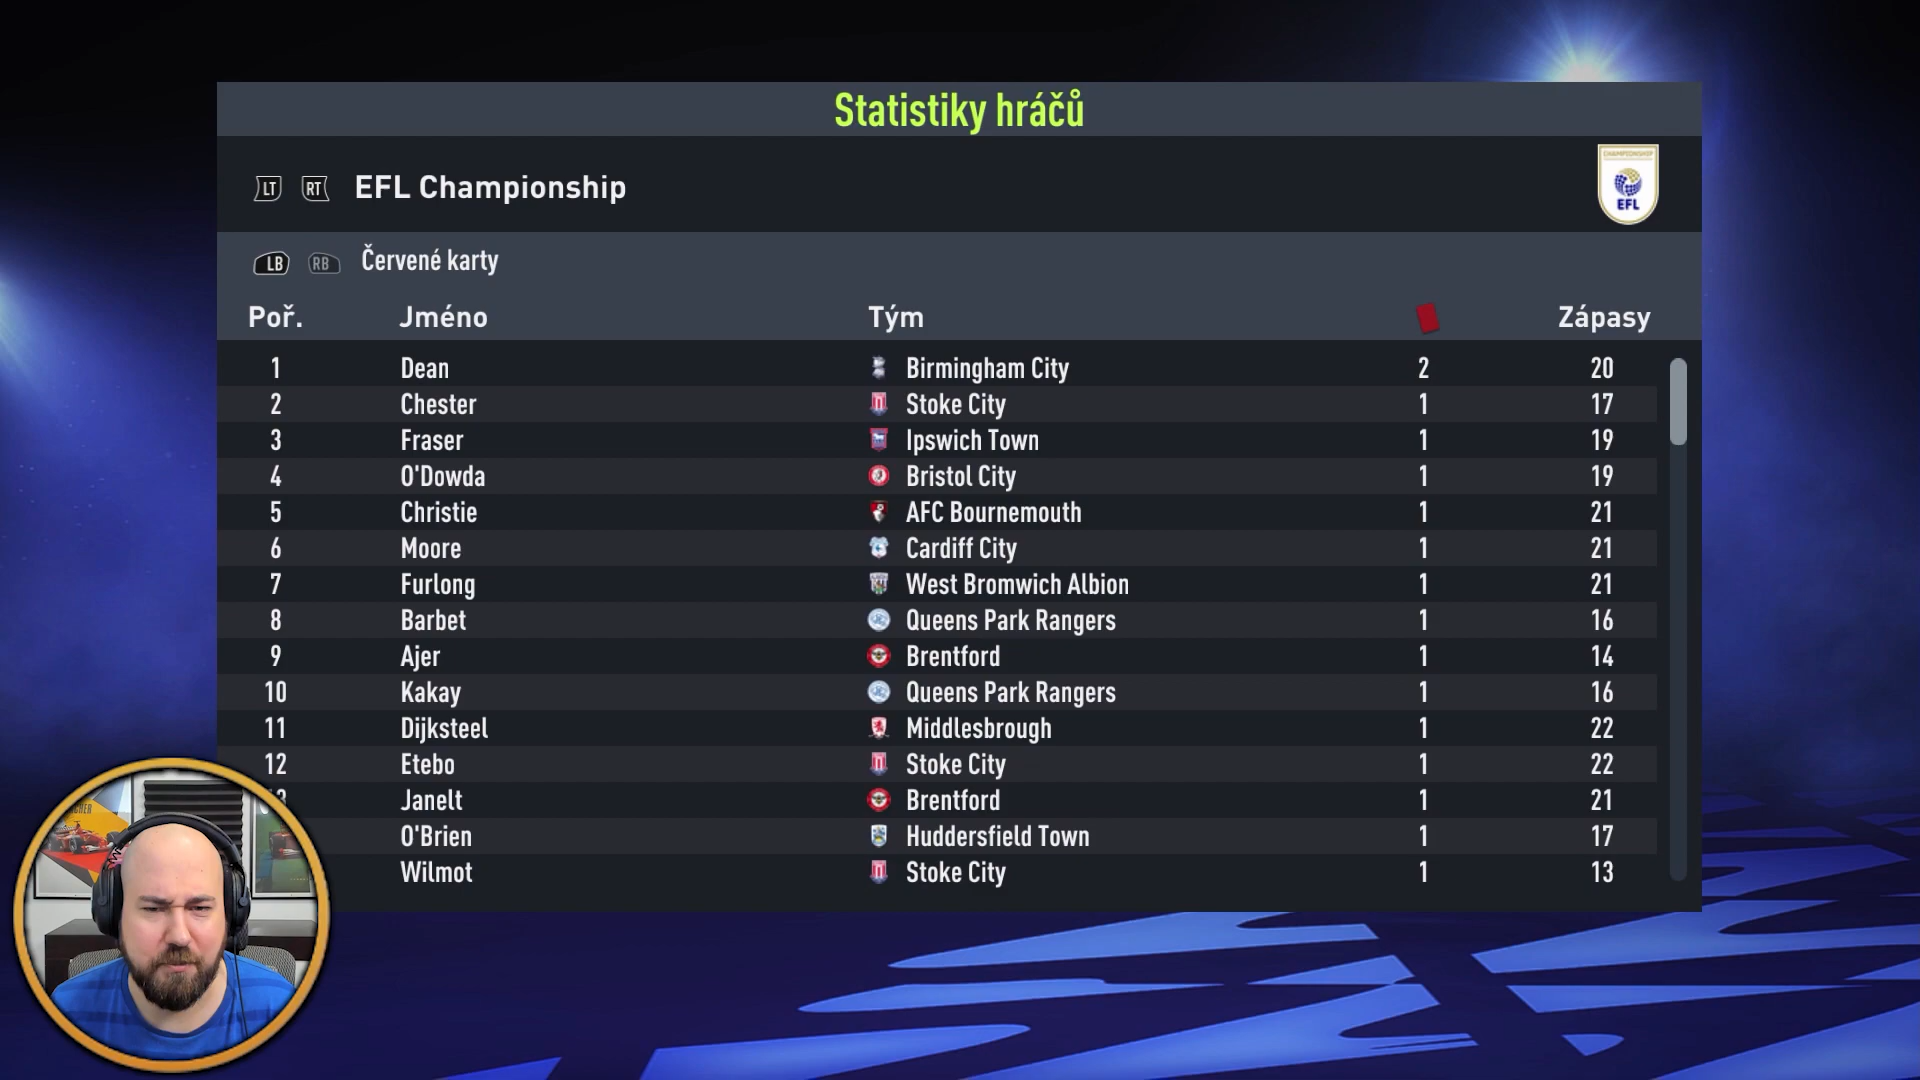 Statistiky hráčů
LT RT EFL Championship
CHAMPIONSHIP
EFL
LB RB Červené karty
Poř. Jméno Tým Zápasy
1 Dean Birmingham City 2 20
2 Chester Stoke City 1 17
3 Fraser Ipswich Town 1 19
4 O'Dowda Bristol City 1 19
5 Christie AFC Bournemouth 1 21
6 Moore Cardiff City 1 21
7 Furlong West Bromwich Albion 1 21
8 Barbet Queens Park Rangers 1 16
9 Ajer Brentford 1 14
10 Kakay Queens Park Rangers 1 16
11 Dijksteel Middlesbrough 1 22
12 Etebo Stoke City 1 22
Janelt Brentford 1 21
O'Brien Huddersfield Town 1 17
Wilmot Stoke City 1 13